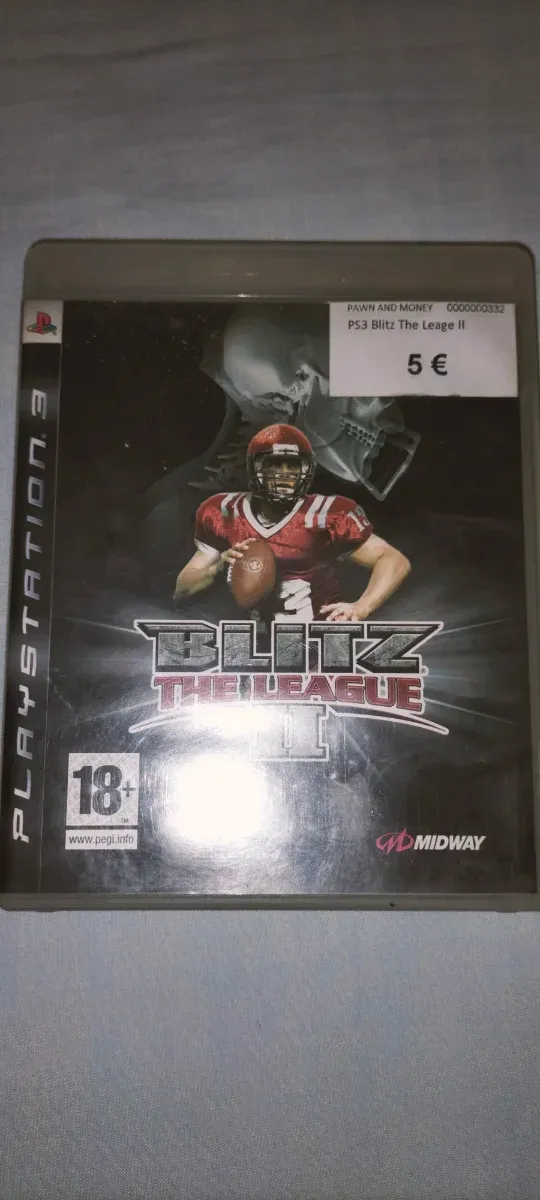 PAWN AND MONEY 0000000332
PS3 Blitz The Leage II
5 €
PLAYSTATION 3
BLITZ
THE LEAGUE
II
18+
TM
www.pegi.info
MIDWAY